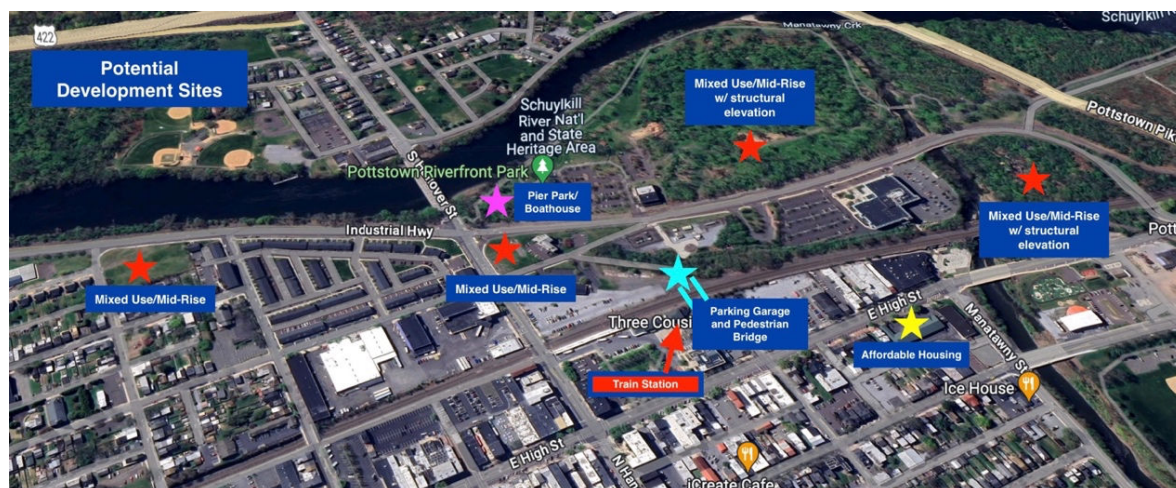 422
Potential
Development Sites
Manatawny Crk
Schuylkill R
Mixed Use/Mid-Rise
w/ structural
elevation
Pottstown Pik
Schuylkill
River Nat'l
and State
Heritage Area
Pottstown Riverfront Park
S Hanover St
Pier Park/
Boathouse
Industrial Hwy
Mixed Use/Mid-Rise
w/ structural
elevation
Pott
Mixed Use/Mid-Rise
Mixed Use/Mid-Rise
E High St
Parking Garage
and Pedestrian
Bridge
Three Cousi
Manatawny St
Affordable Housing
Train Station
Ice House
E High St
N Han
iCreate Cafe